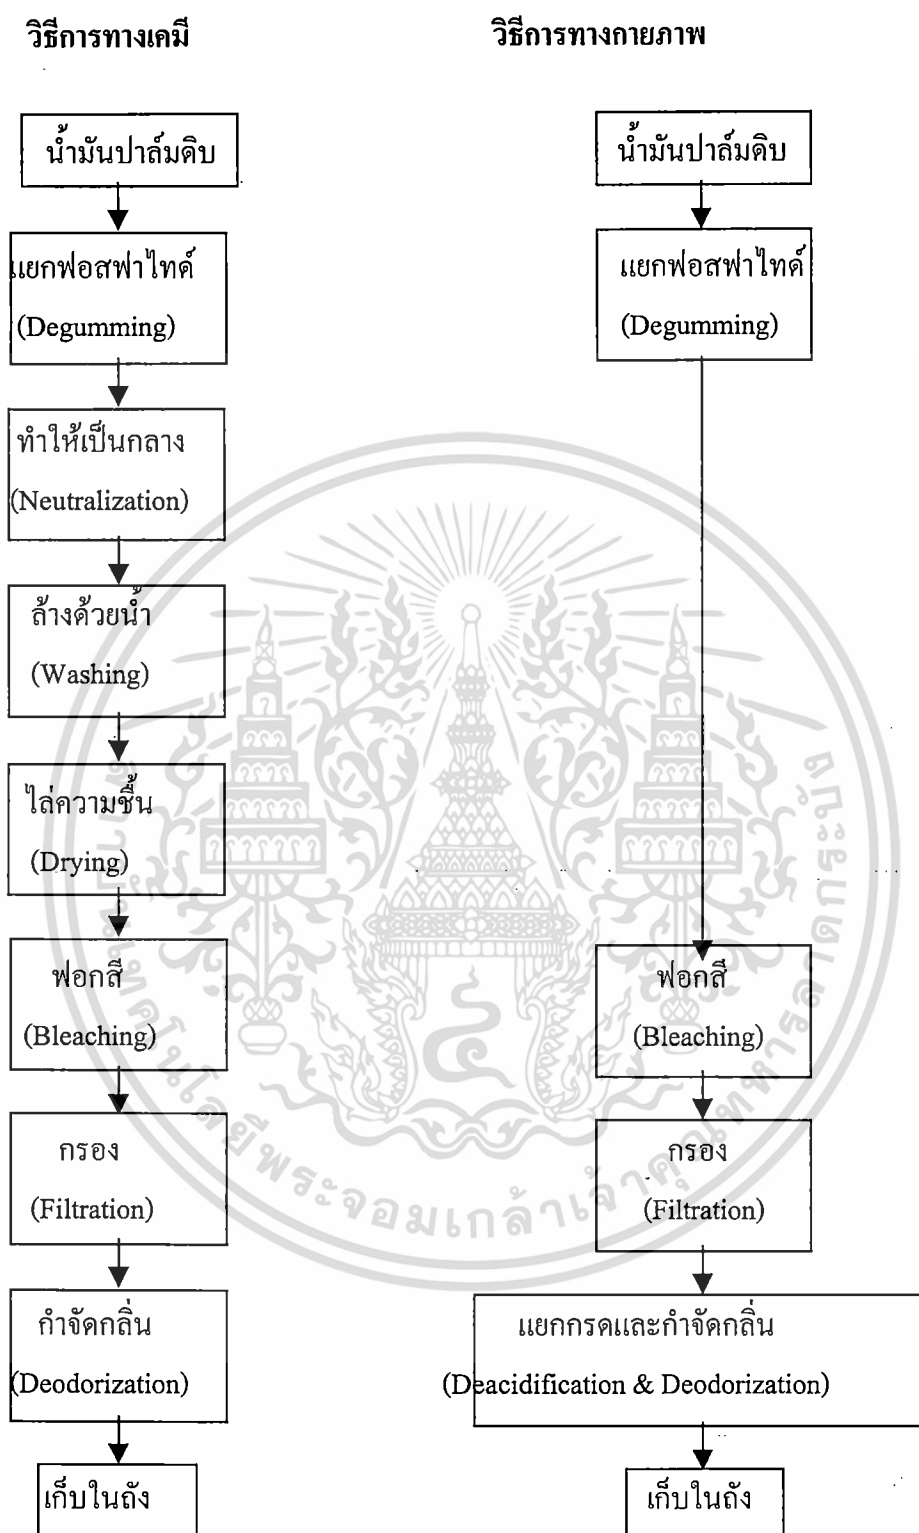 วิธีการทางเคมี
น้ำมันปาล์มดิบ
แยกฟอสฟาไทด์
(Degumming)
ทำให้เป็นกลาง
(Neutralization)
ล้างด้วยน้ำ
(Washing)
ไล่ความชื้น
(Drying)
ฟอกสี
(Bleaching)
กรอง
(Filtration)
กำจัดกลิ่น
(Deodorization)
เก็บในถัง
วิธีการทางกายภาพ
น้ำมันปาล์มดิบ
แยกฟอสฟาไทด์
(Degumming)
ฟอกสี
(Bleaching)
กรอง
(Filtration)
แยกกรดและกำจัดกลิ่น
(Deacidification & Deodorization)
เก็บในถัง